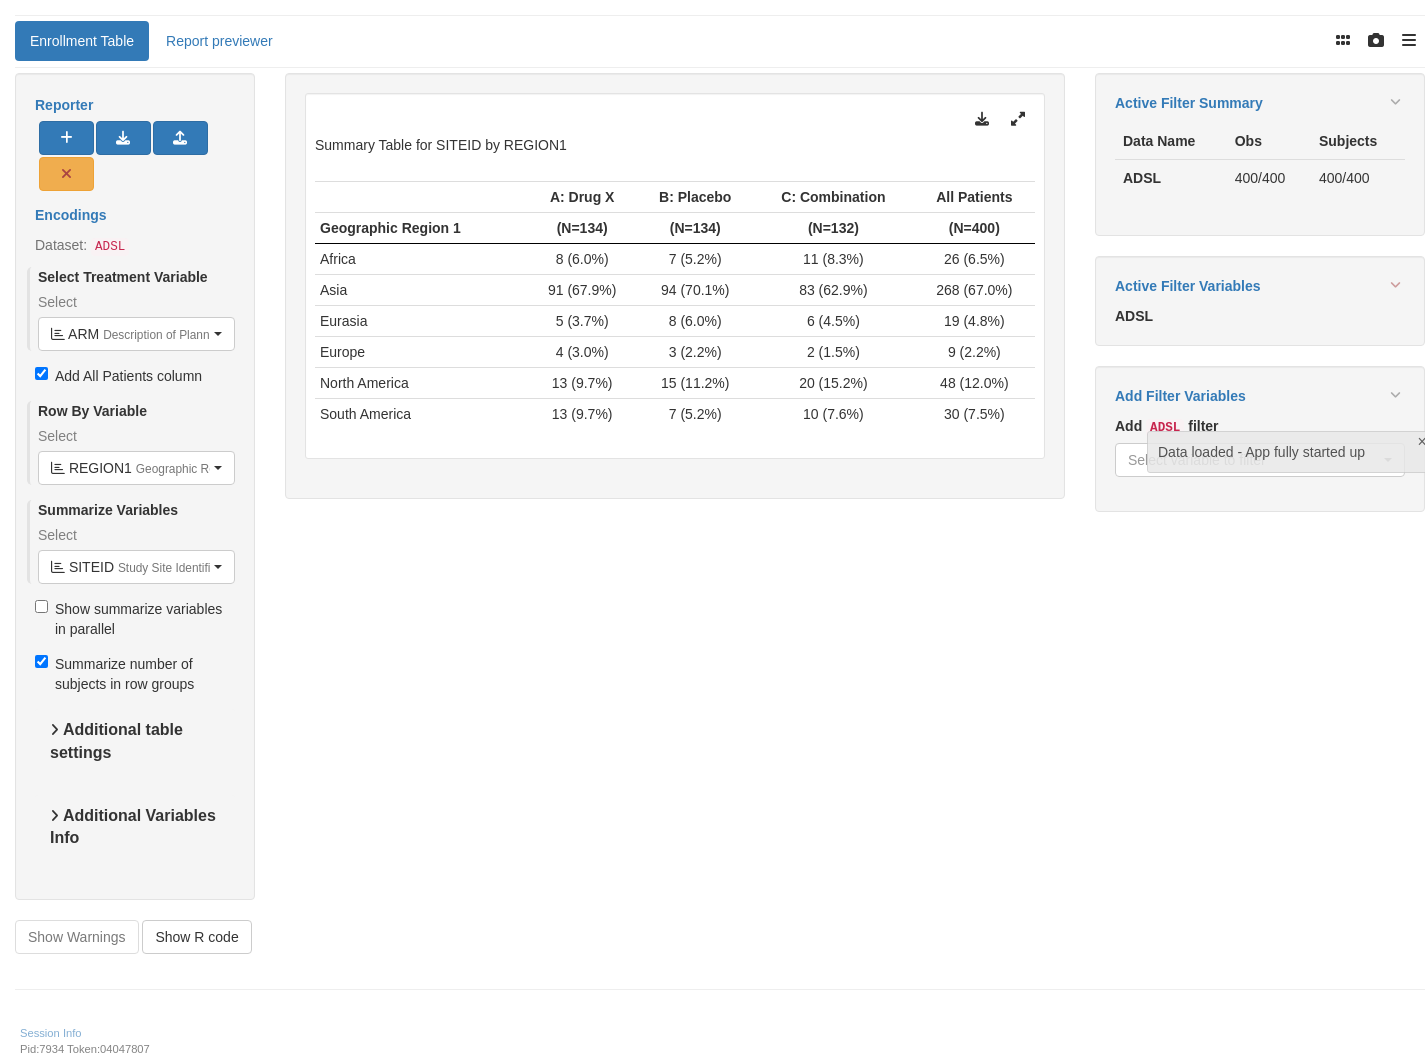 Enrollment Table Report previewer
Reporter
Encodings
Dataset: ADSL
Select Treatment Variable
Select
ARM Description of Plann
Add All Patients column
Row By Variable
Select
REGION1 Geographic R
Summarize Variables
Select
SITEID Study Site Identifi
Show summarize variables
in parallel
Summarize number of
subjects in row groups
Additional table
settings
Additional Variables
Info
Show Warnings Show R code
Summary Table for SITEID by REGION1
A: Drug X B: Placebo C: Combination All Patients
Geographic Region 1 (N=134) (N=134) (N=132) (N=400)
Africa 8 (6.0%) 7 (5.2%) 11 (8.3%) 26 (6.5%)
Asia 91 (67.9%) 94 (70.1%) 83 (62.9%) 268 (67.0%)
Eurasia 5 (3.7%) 8 (6.0%) 6 (4.5%) 19 (4.8%)
Europe 4 (3.0%) 3 (2.2%) 2 (1.5%) 9 (2.2%)
North America 13 (9.7%) 15 (11.2%) 20 (15.2%) 48 (12.0%)
South America 13 (9.7%) 7 (5.2%) 10 (7.6%) 30 (7.5%)
Active Filter Summary
Data Name Obs Subjects
ADSL 400/400 400/400
Active Filter Variables
ADSL
Add Filter Variables
Add ADSL filter
Select variable to filter
Data loaded - App fully started up
Session Info
Pid:7934 Token:04047807